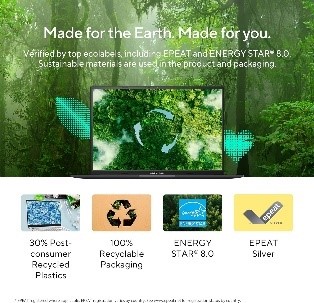 Made for the Earth. Made for you.
Verified by top ecolabels, including EPEAT and ENERGY STAR® 8.0.
Sustainable materials are used in the product and packaging.
30% Post-
consumer
Recycled
Plastics
100%
Recyclable
Packaging
ENERGY
STAR® 8.0
EPEAT
Silver